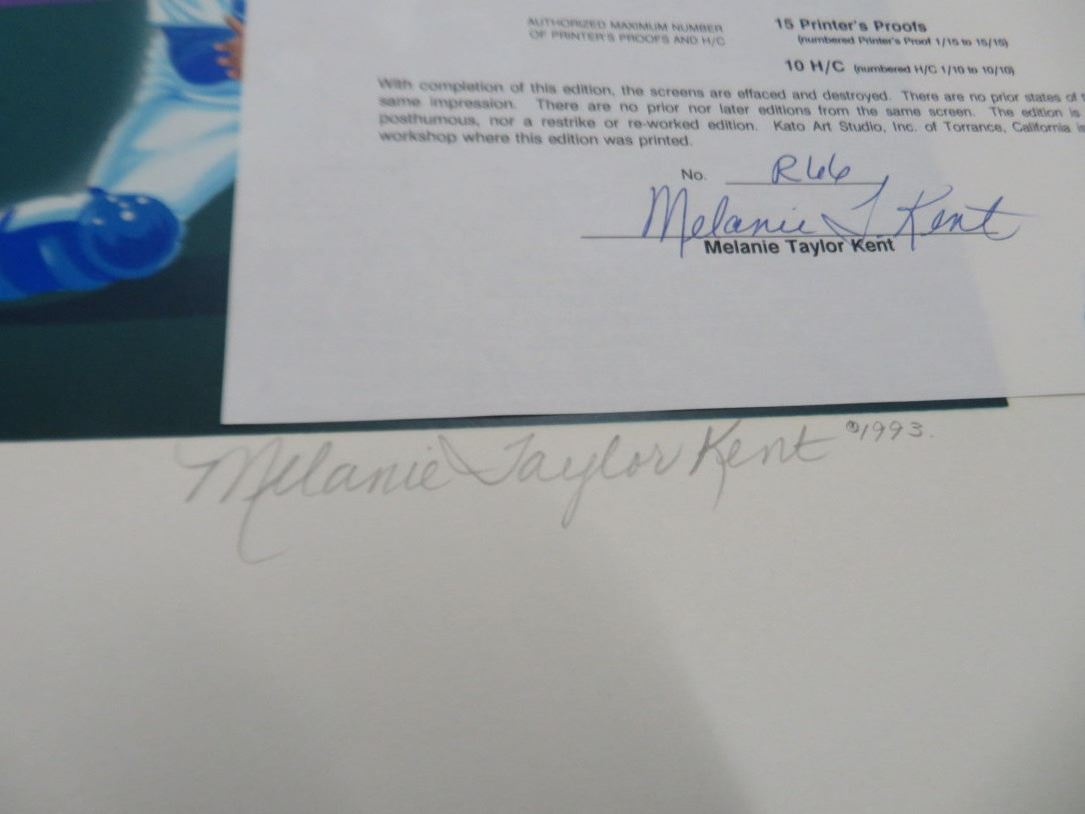 AUTHORIZED MAXIMUM NUMBER
OF PRINTER'S PROOFS AND H/C
15 Printer's Proofs
(numbered Printer's Proof 1/15 to 15/15)
10 H/C (numbered H/C 1/10 to 10/10)
With completion of this edition, the screens are effaced and destroyed. There are no prior states of
same impression. There are no prior nor later editions from the same screen. The edition is
posthumous, nor a restrike or re-worked edition. Kato Art Studio, Inc. of Torrance, California
workshop where this edition was printed.
No. R66
Melanie T. Kent
Melanie Taylor Kent
Melanie Taylor Kent ©1993.